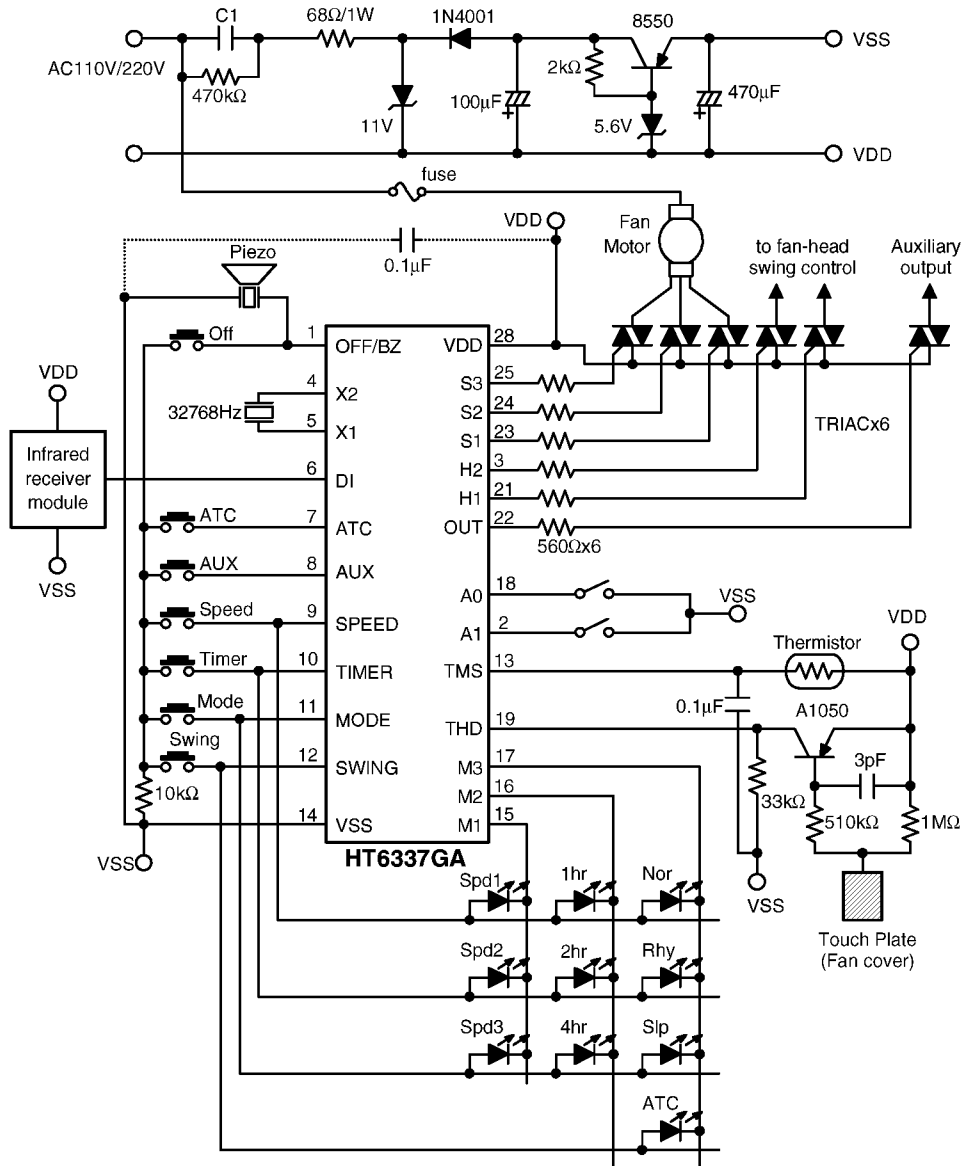 C1
68Ω/1W
1N4001
8550
VSS
AC110V/220V
470kΩ
11V
100µF
+
2kΩ
5.6V
470µF
+
VDD
fuse
VDD
0.1µF
Piezo
Fan
Motor
to fan-head
swing control
Auxiliary
output
Off
1
OFF/BZ
VDD
28
VDD
4
X2
32768Hz
5
X1
S3
25
S2
24
S1
23
TRIACx6
Infrared
receiver
module
6
DI
H2
3
H1
21
ATC
7
ATC
OUT
22
560Ωx6
VSS
AUX
8
AUX
A0
18
VSS
Speed
9
SPEED
A1
2
VDD
Timer
10
TIMER
TMS
13
Thermistor
Mode
11
MODE
0.1µF
A1050
THD
19
Swing
12
SWING
M3
17
3pF
10kΩ
M2
16
33kΩ
510kΩ
1MΩ
14
VSS
M1
15
VSS
HT6337GA
VSS
Touch Plate
(Fan cover)
Spd1
1hr
Nor
Spd2
2hr
Rhy
Spd3
4hr
Slp
ATC